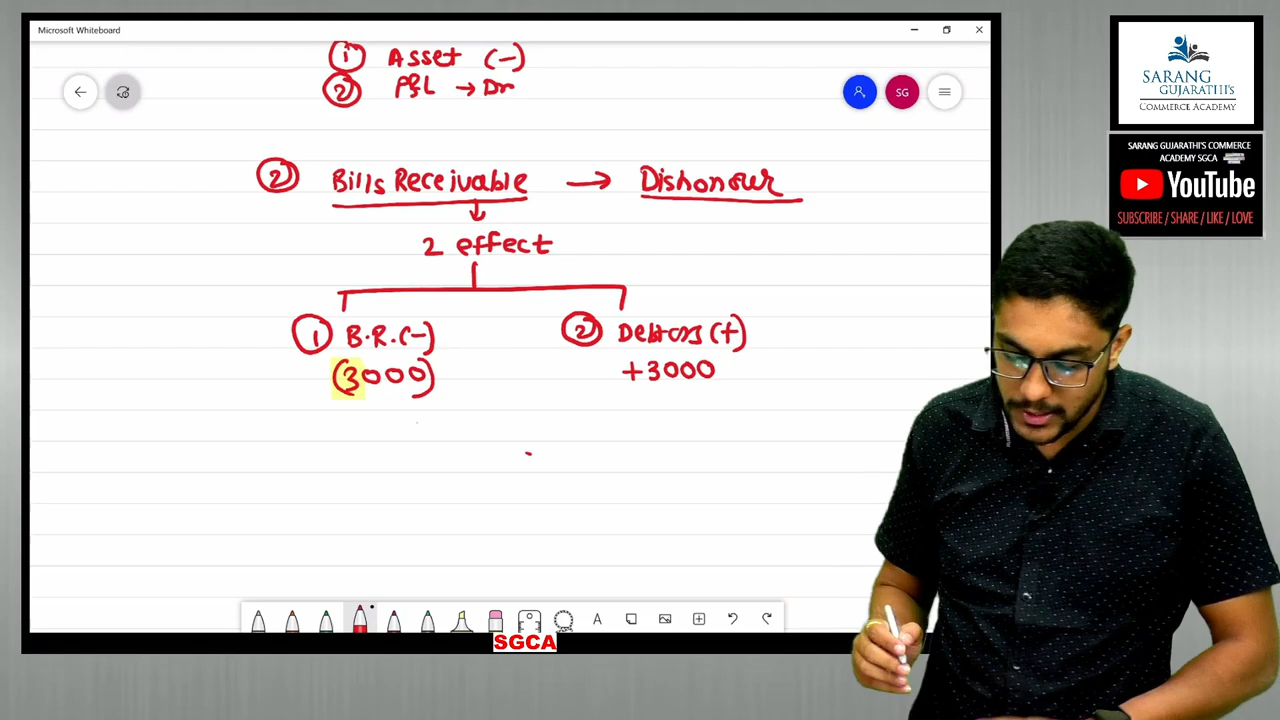 Microsoft Whiteboard
① Asset (-)
② P&L → Dr
SG
SARANG
GUJARATHI'S
COMMERCE ACADEMY
SARANG GUJARATHI'S COMMERCE
ACADEMY SGCA
YouTube
SUBSCRIBE / SHARE / LIKE / LOVE
② Bills Receivable → Dishonour
2 effect
① B.R. (-)
② Debtors (+)
(3000)
+3000
A
SGCA